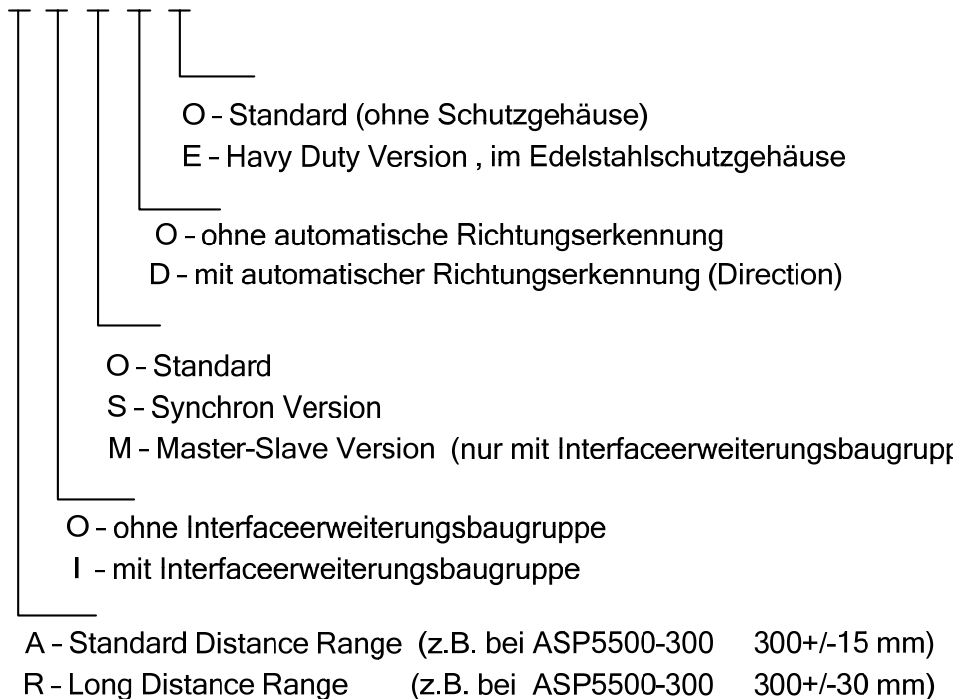 O - Standard (ohne Schutzgehäuse)
E - Havy Duty Version , im Edelstahlschutzgehäuse
O - ohne automatische Richtungserkennung
D - mit automatischer Richtungserkennung (Direction)
O - Standard
S - Synchron Version
M - Master-Slave Version (nur mit Interfaceerweiterungsbaugrupp
O - ohne Interfaceerweiterungsbaugruppe
I - mit Interfaceerweiterungsbaugruppe
A - Standard Distance Range (z.B. bei ASP5500-300 300+/-15 mm)
R - Long Distance Range (z.B. bei ASP5500-300 300+/-30 mm)